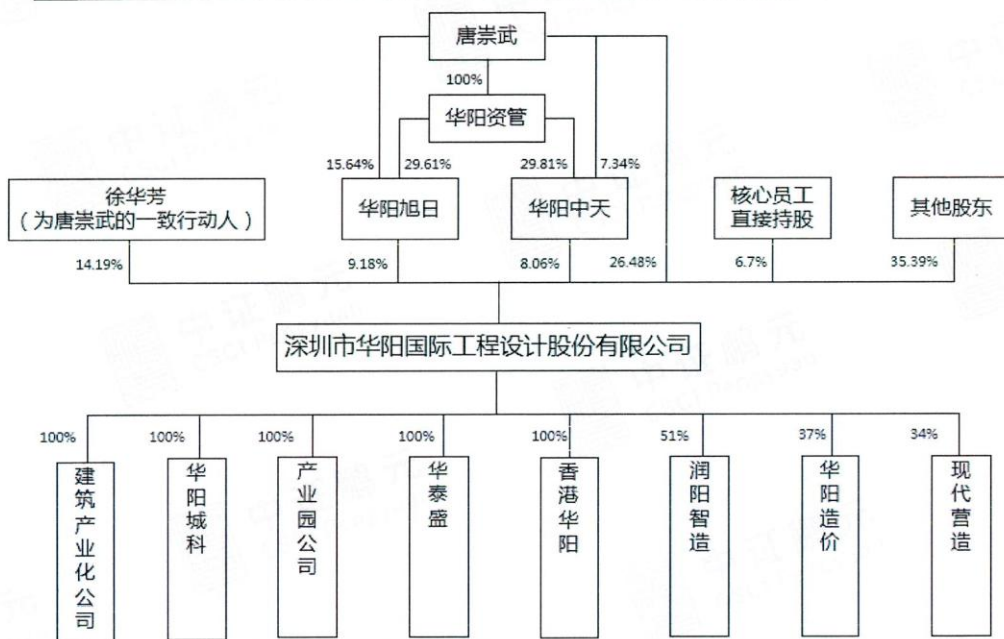 唐崇武
100%
华阳资管
15.64%
29.61%
29.81%
7.34%
徐华芳
（为唐崇武的一致行动人）
华阳旭日
华阳中天
核心员工
直接持股
其他股东
14.19%
9.18%
8.06%
26.48%
6.7%
35.39%
深圳市华阳国际工程设计股份有限公司
100%
100%
100%
100%
100%
51%
37%
34%
建筑产业化公司
华阳城科
产业园公司
华泰盛
香港华阳
润阳智造
华阳造价
现代营造